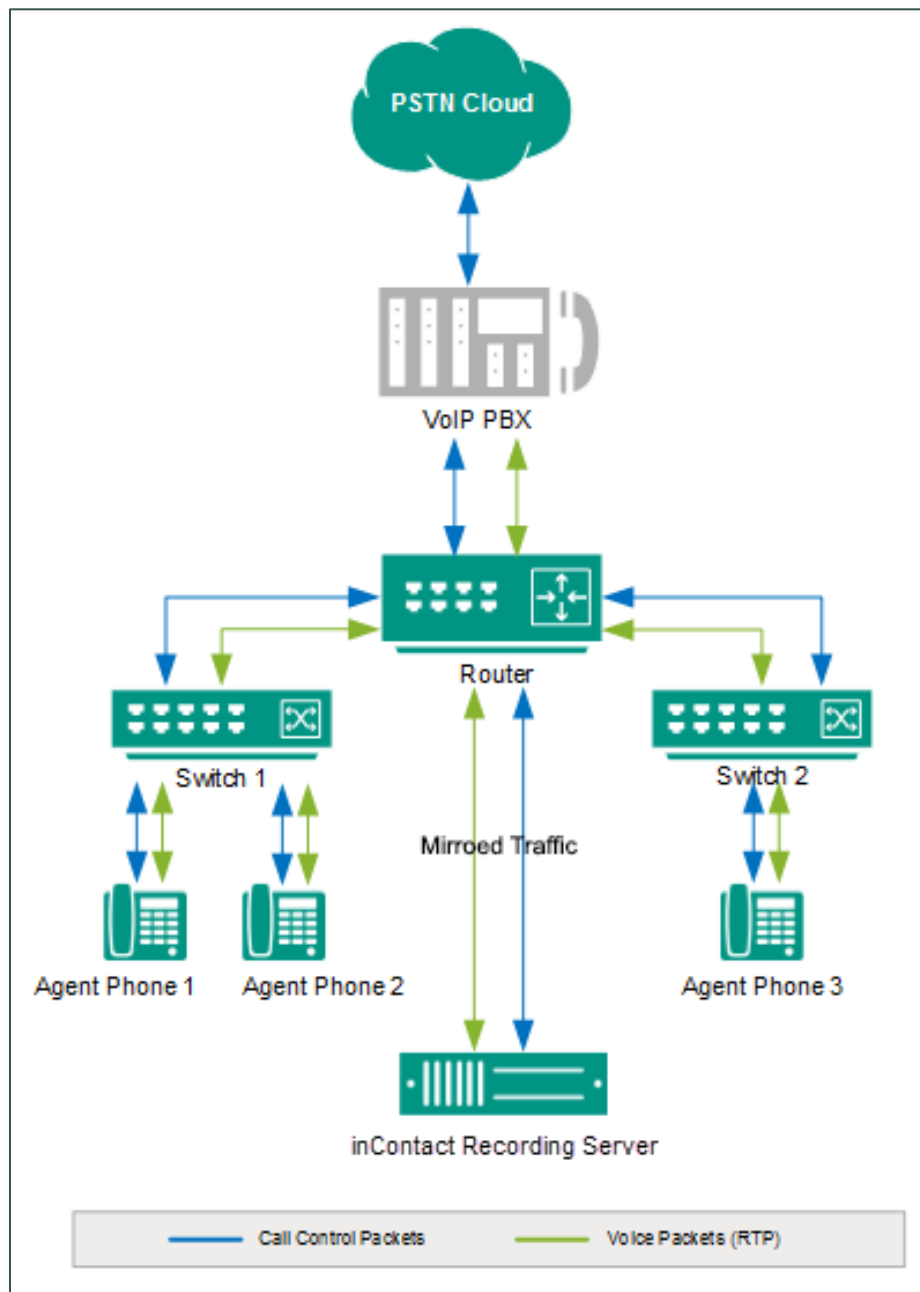 PSTN Cloud
VoIP PBX
Router
Switch 1
Switch 2
Mirroed Traffic
Agent Phone 1
Agent Phone 2
Agent Phone 3
inContact Recording Server
Call Control Packets
Voice Packets (RTP)